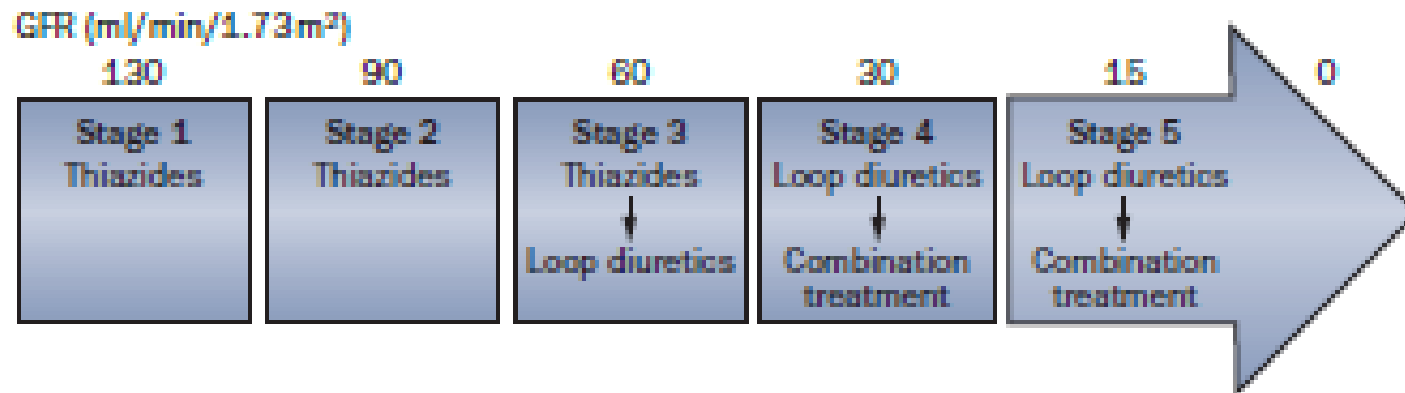 GFR (ml/min/1.73m²)
130 90 60 30 15 0
Stage 1
Thiazides
Stage 2
Thiazides
Stage 3
Thiazides
Loop diuretics
Stage 4
Loop diuretics
Combination
treatment
Stage 5
Loop diuretics
Combination
treatment